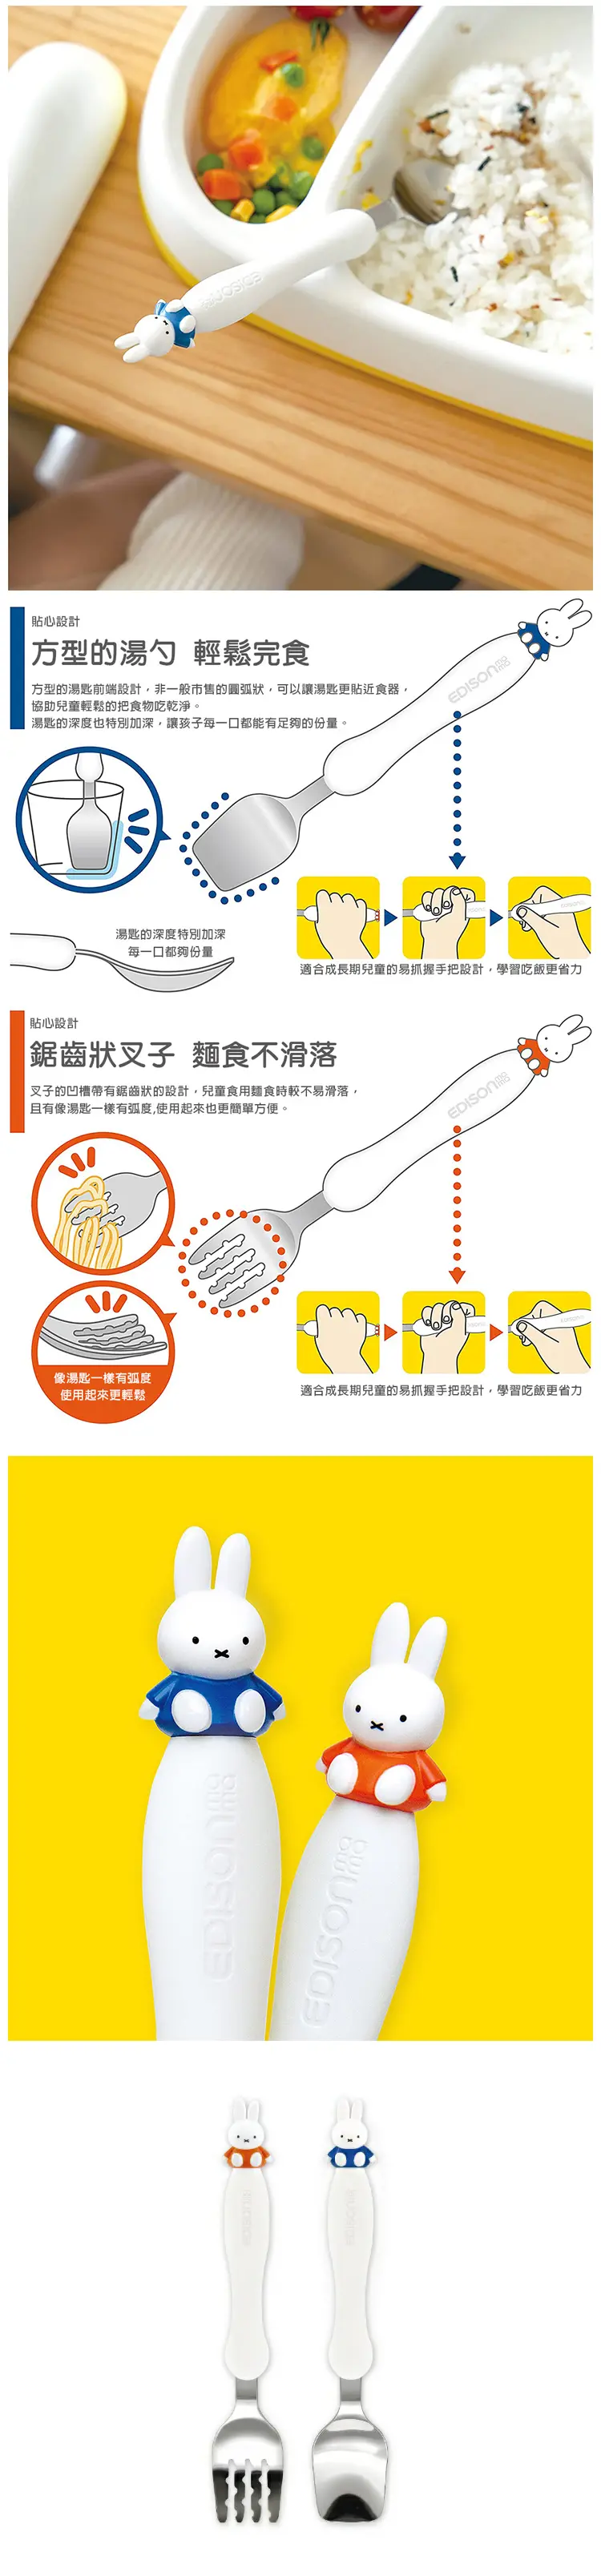 EDISON
貼心設計
方型的湯勺 輕鬆完食
方型的湯匙前端設計，非一般市售的圓弧狀，可以讓湯匙更貼近食器，
協助兒童輕鬆的把食物吃乾淨。
湯匙的深度也特別加深，讓孩子每一口都能有足夠的份量。
EDISONmama
湯匙的深度特別加深
每一口都夠份量
適合成長期兒童的易抓握手把設計，學習吃飯更省力
貼心設計
鋸齒狀叉子 麵食不滑落
叉子的凹槽帶有鋸齒狀的設計，兒童食用麵食時較不易滑落，
且有像湯匙一樣有弧度,使用起來也更簡單方便。
EDISONmama
像湯匙一樣有弧度
使用起來更輕鬆
適合成長期兒童的易抓握手把設計，學習吃飯更省力
EDISONmama
EDISONmama